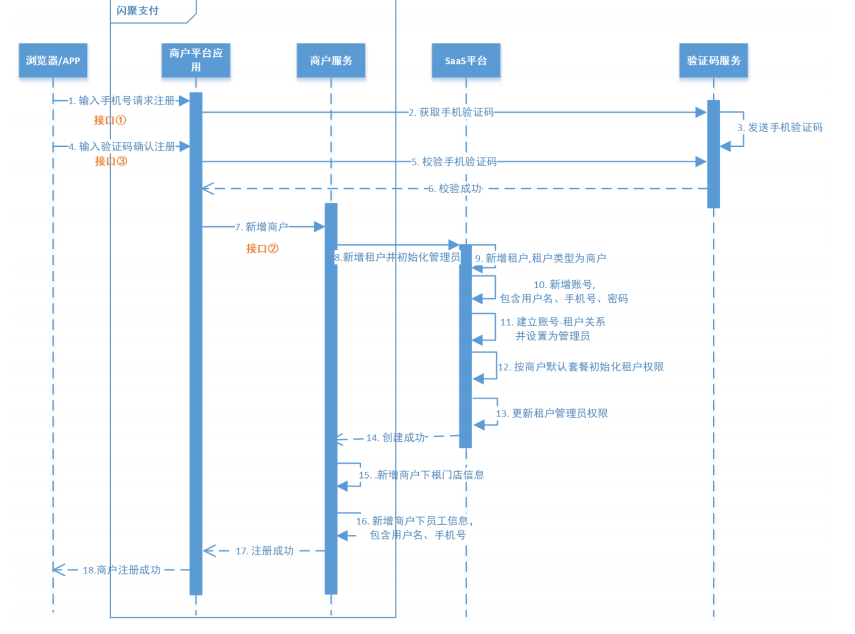 闪聚支付
浏览器/APP
商户平台应
用
商户服务
SaaS平台
验证码服务
1. 输入手机号请求注册
接口①
2. 获取手机验证码
3. 发送手机验证码
4. 输入验证码确认注册
接口③
5. 校验手机验证码
6. 校验成功
7. 新增商户
接口②
8.新增租户并初始化管理员
9. 新增租户,租户类型为商户
10. 新增账号,
包含用户名、手机号、密码
11. 建立账号-租户关系
并设置为管理员
12. 按商户默认套餐初始化租户权限
13. 更新租户管理员权限
14. 创建成功
15. .新增商户下根门店信息
16. 新增商户下员工信息，
包含用户名、手机号
17. 注册成功
18.商户注册成功